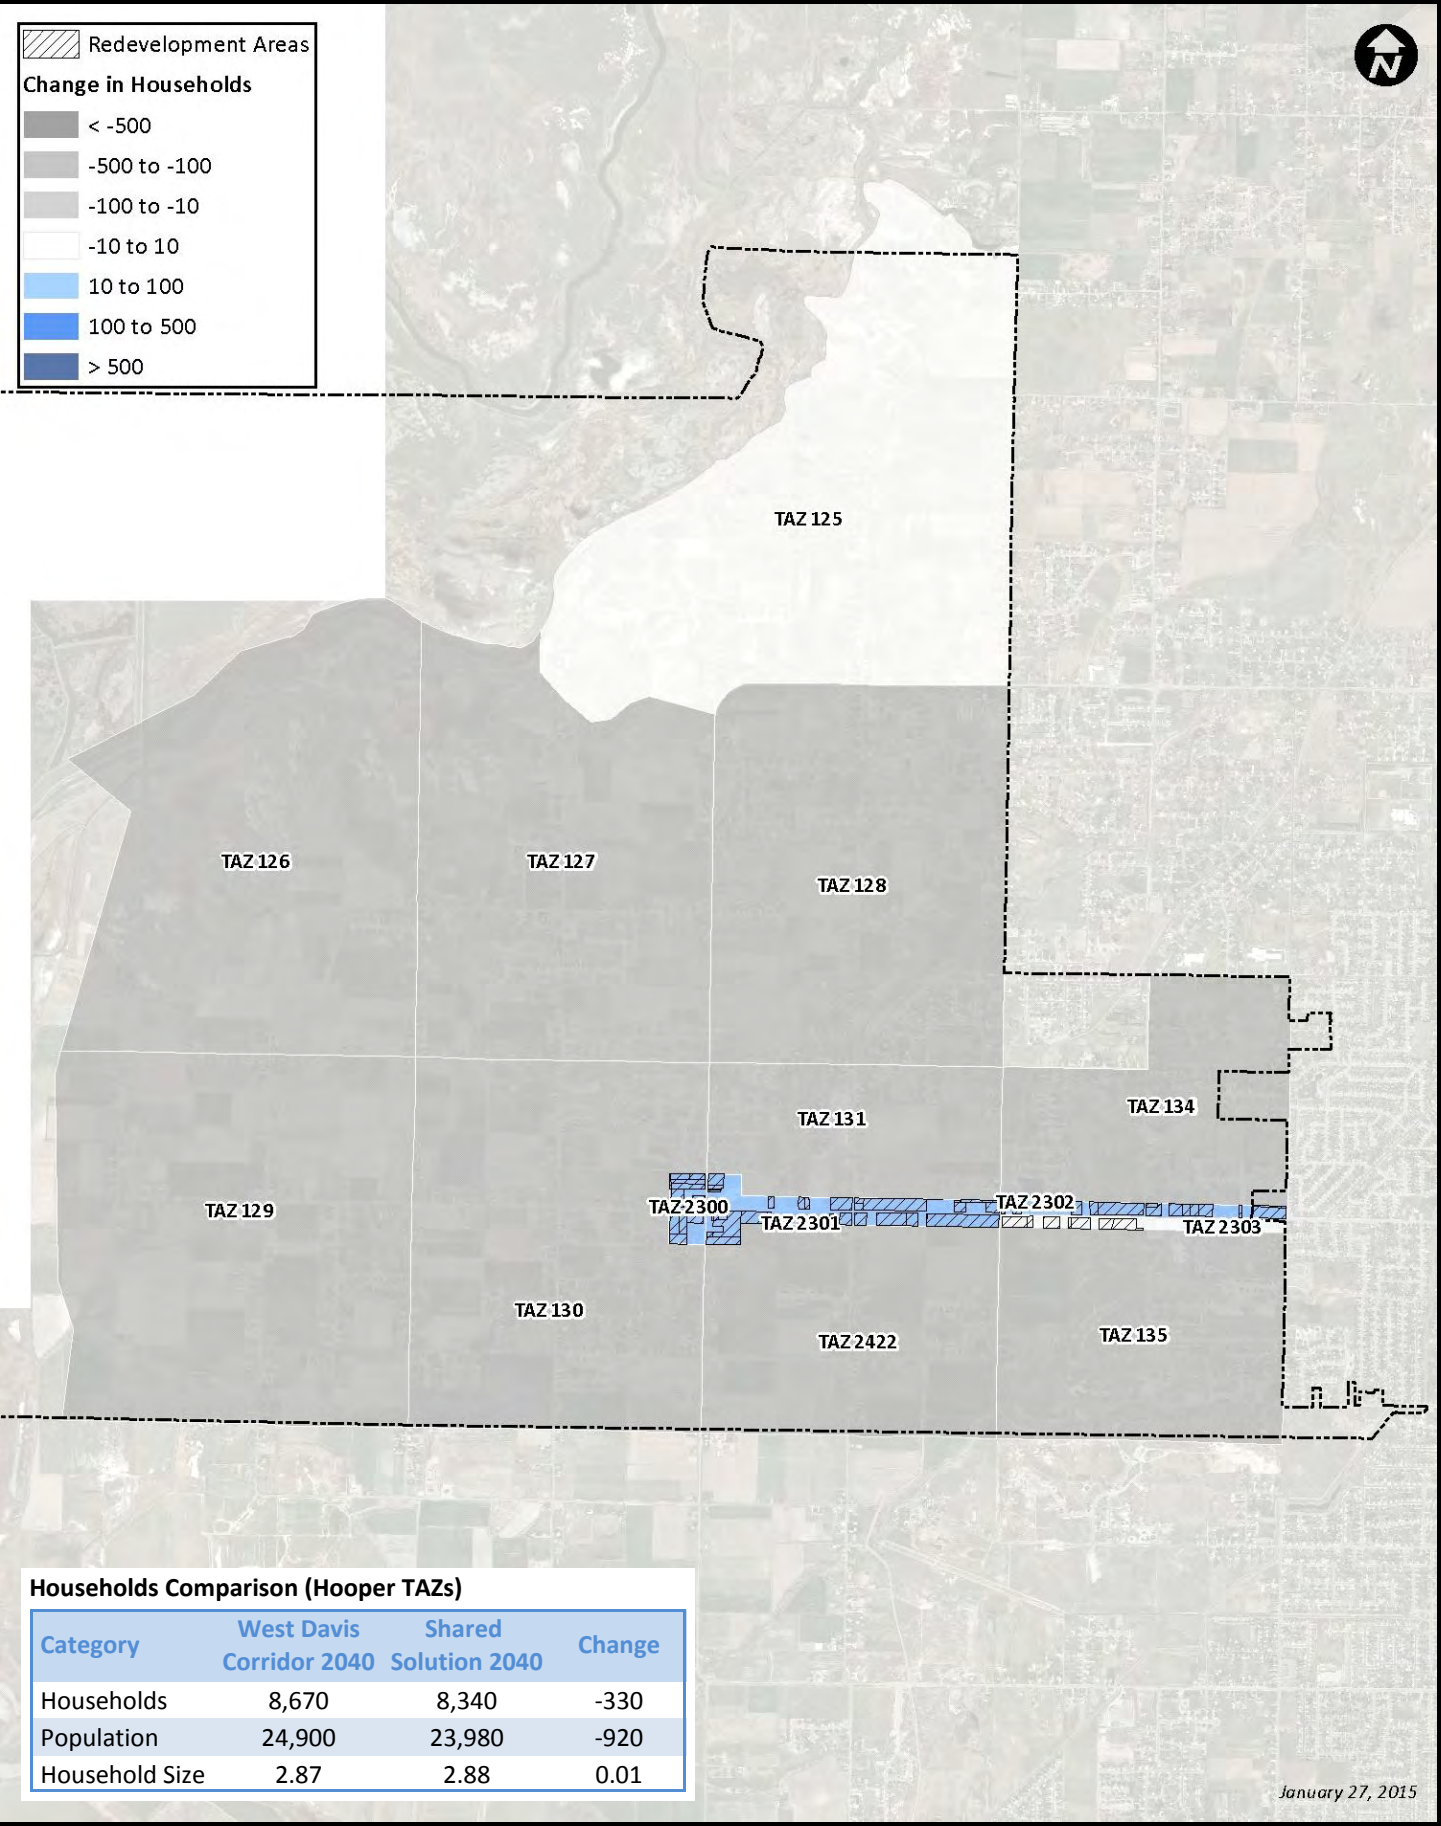 Redevelopment Areas
Change in Households
< -500
-500 to -100
-100 to -10
-10 to 10
10 to 100
100 to 500
> 500
N
TAZ 125
TAZ 126
TAZ 127
TAZ 128
TAZ 131
TAZ 134
TAZ 129
TAZ 2300
TAZ 2301
TAZ 2302
TAZ 2303
TAZ 130
TAZ 2422
TAZ 135
Households Comparison (Hooper TAZs)
Category West Davis Corridor 2040 Shared Solution 2040 Change
Households 8,670 8,340 -330
Population 24,900 23,980 -920
Household Size 2.87 2.88 0.01
January 27, 2015